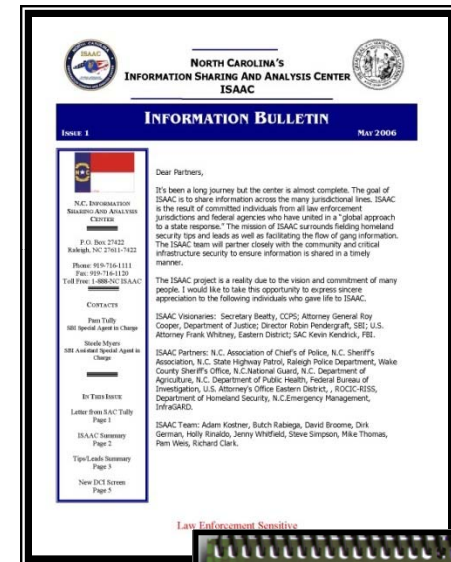 ISAAC
NORTH CAROLINA'S
INFORMATION SHARING AND ANALYSIS CENTER
ISAAC
INFORMATION BULLETIN
ISSUE 1
MAY 2006
N.C. INFORMATION
SHARING AND ANALYSIS
CENTER
P.O. Box 27422
Raleigh, NC 27611-7422
Phone: 919-716-1111
Fax: 919-716-1120
Toll Free: 1-888-NC ISAAC
CONTACTS
Pam Tully
SBI Special Agent in Charge
Steele Myers
SBI Assistant Special Agent in
Charge
IN THIS ISSUE
Letter from SAC Tully
Page 1
ISAAC Summary
Page 2
Tips/Leads Summary
Page 3
New DCI Screen
Page 5
Dear Partners,
It's been a long journey but the center is almost complete. The goal of
ISAAC is to share information across the many jurisdictional lines. ISAAC
is the result of committed individuals from all law enforcement
jurisdictions and federal agencies who have united in a "global approach
to a state response." The mission of ISAAC surrounds fielding homeland
security tips and leads as well as facilitating the flow of gang information.
The ISAAC team will partner closely with the community and critical
infrastructure security to ensure information is shared in a timely
manner.
The ISAAC project is a reality due to the vision and commitment of many
people. I would like to take this opportunity to express sincere
appreciation to the following individuals who gave life to ISAAC.
ISAAC Visionaries: Secretary Beatty, CCPS; Attorney General Roy
Cooper, Department of Justice; Director Robin Pendergraft, SBI; U.S.
Attorney Frank Whitney, Eastern District; SAC Kevin Kendrick, FBI.
ISAAC Partners: N.C. Association of Chief's of Police, N.C. Sheriff's
Association, N.C. State Highway Patrol, Raleigh Police Department, Wake
County Sheriff's Office, N.C.National Guard, N.C. Department of
Agriculture, N.C. Department of Public Health, Federal Bureau of
Investigation, U.S. Attorney's Office Eastern District, , ROCIC-RISS,
Department of Homeland Security, N.C.Emergency Management,
InfraGARD.
ISAAC Team: Adam Kostner, Butch Rabiega, David Broome, Dirk
German, Holly Rinaldo, Jenny Whitfield, Steve Simpson, Mike Thomas,
Pam Weis, Richard Clark.
Law Enforcement Sensitive